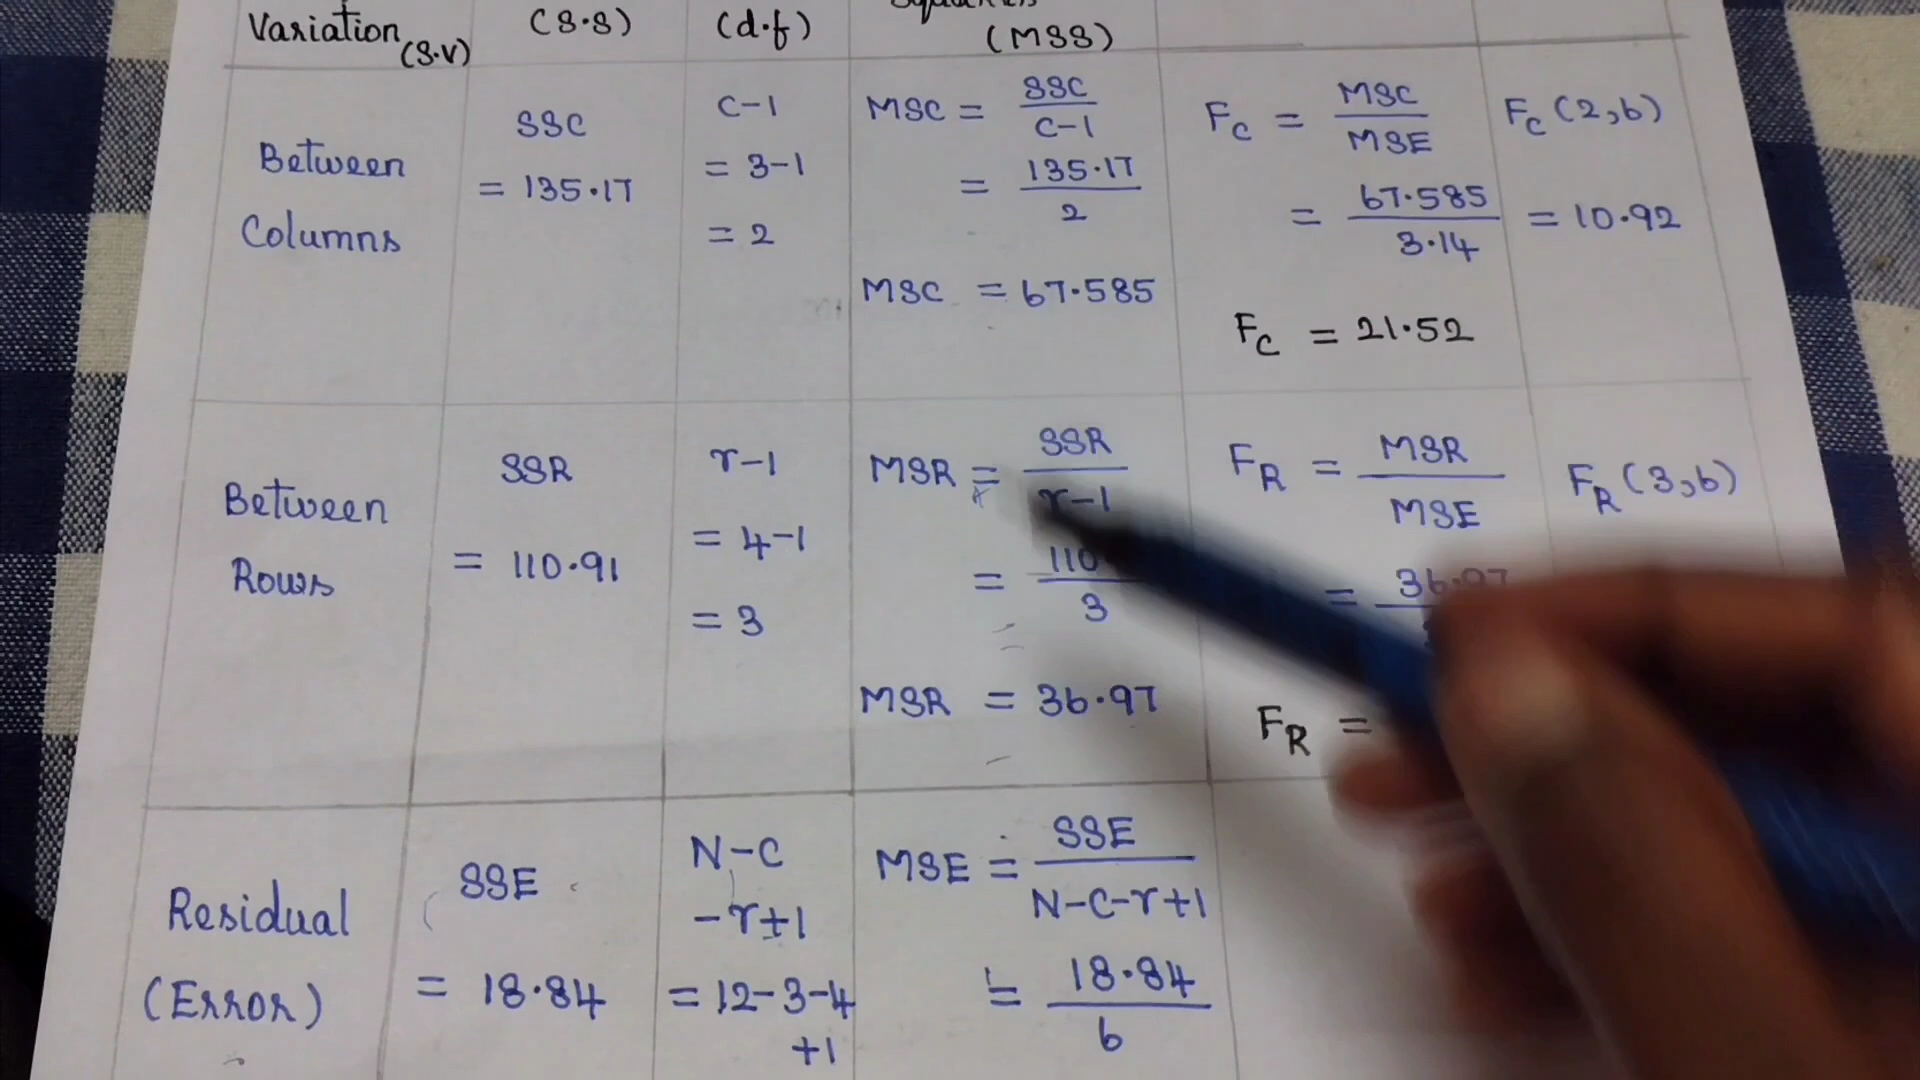 Variation (S.S) (d.f) (MSS)
(S.V)
Between Columns
SSC
= 135.17
C-1
= 3-1
= 2
MSC = SSC / C-1
= 135.17 / 2
MSC = 67.585
FC = MSC / MSE
= 67.585 / 3.14
FC = 21.52
FC (2,6)
= 10.92
Between Rows
SSR
= 110.91
r-1
= 4-1
= 3
MSR = SSR / r-1
= 110 / 3
MSR = 36.97
FR = MSR / MSE
= 36.97
FR =
FR (3,6)
Residual
(Error)
SSE
= 18.84
N-C
-r+1
= 12-3-4
+1
MSE = SSE / N-C-r+1
= 18.84 / 6